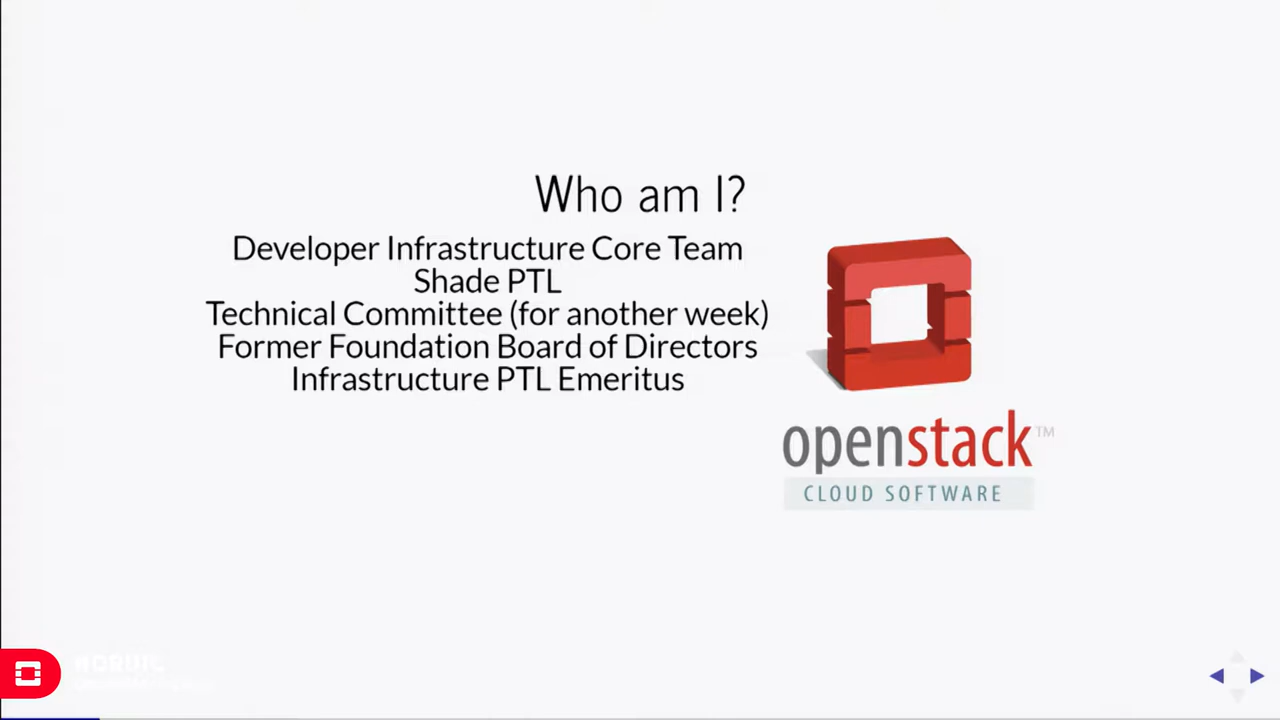 Who am I?
Developer Infrastructure Core Team
Shade PTL
Technical Committee (for another week)
Former Foundation Board of Directors
Infrastructure PTL Emeritus
openstack™
CLOUD SOFTWARE